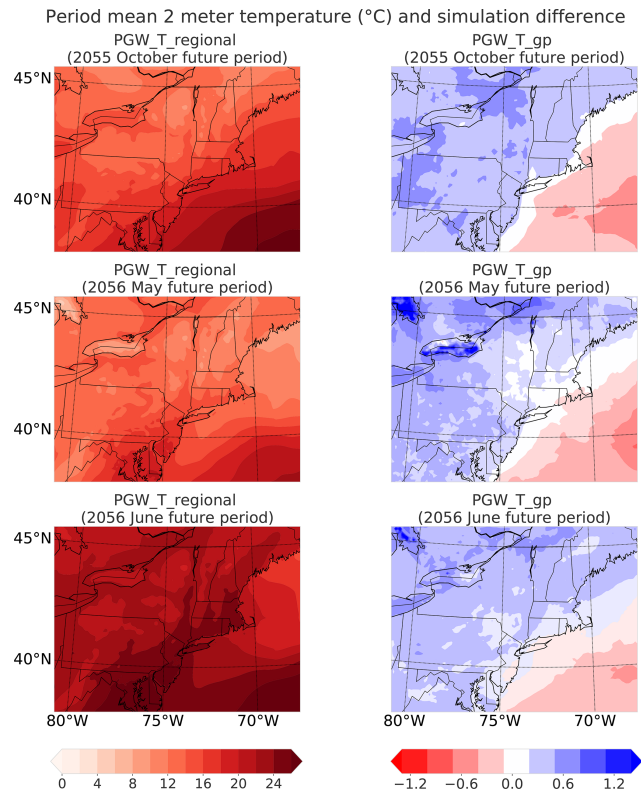 Period mean 2 meter temperature (°C) and simulation difference
PGW_T_regional
(2055 October future period)
PGW_T_gp
(2055 October future period)
45°N
40°N
PGW_T_regional
(2056 May future period)
PGW_T_gp
(2056 May future period)
45°N
40°N
PGW_T_regional
(2056 June future period)
PGW_T_gp
(2056 June future period)
45°N
40°N
80°W 75°W 70°W
80°W 75°W 70°W
0 4 8 12 16 20 24
−1.2 −0.6 0.0 0.6 1.2